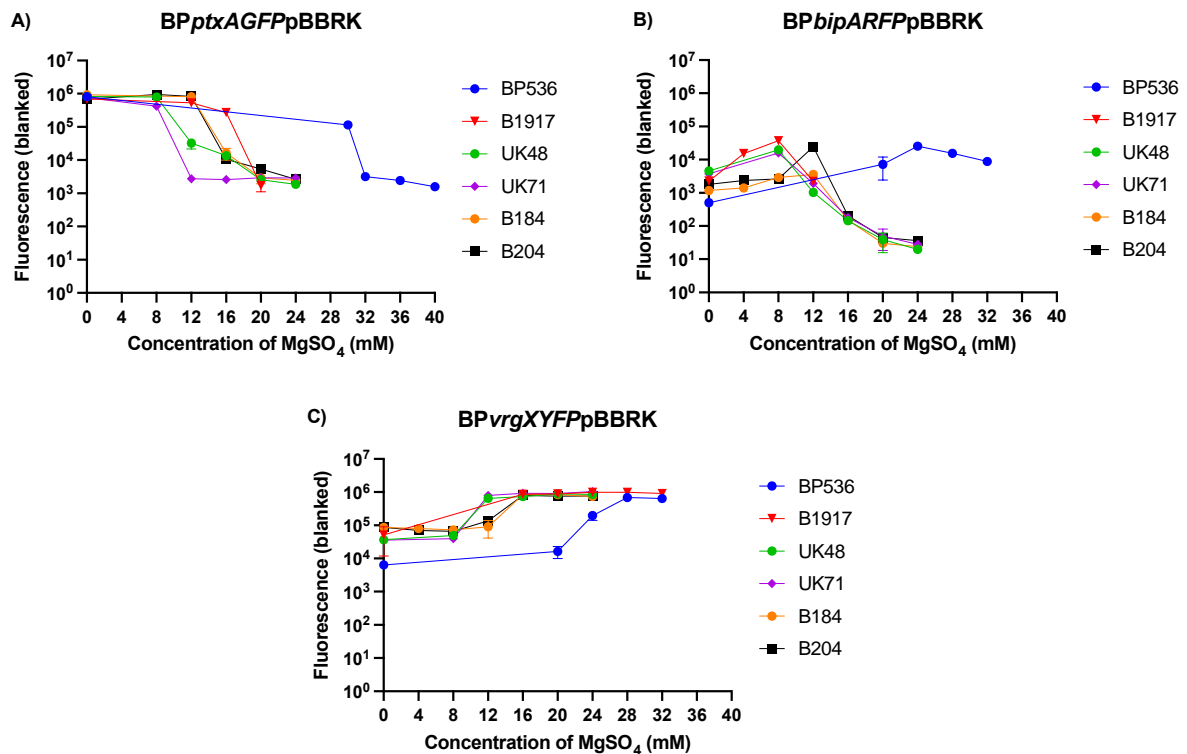 A)
BPptxAGFPpBBRK
Fluorescence (blanked)
10⁷
10⁶
10⁵
10⁴
10³
10²
10¹
10⁰
0 4 8 12 16 20 24 28 32 36 40
Concentration of MgSO₄ (mM)
BP536
B1917
UK48
UK71
B184
B204
B)
BPbipARFPpBBRK
Fluorescence (blanked)
10⁷
10⁶
10⁵
10⁴
10³
10²
10¹
10⁰
0 4 8 12 16 20 24 28 32 36 40
Concentration of MgSO₄ (mM)
BP536
B1917
UK48
UK71
B184
B204
C)
BPvrgXYFPpBBRK
Fluorescence (blanked)
10⁷
10⁶
10⁵
10⁴
10³
10²
10¹
10⁰
0 4 8 12 16 20 24 28 32 36 40
Concentration of MgSO₄ (mM)
BP536
B1917
UK48
UK71
B184
B204